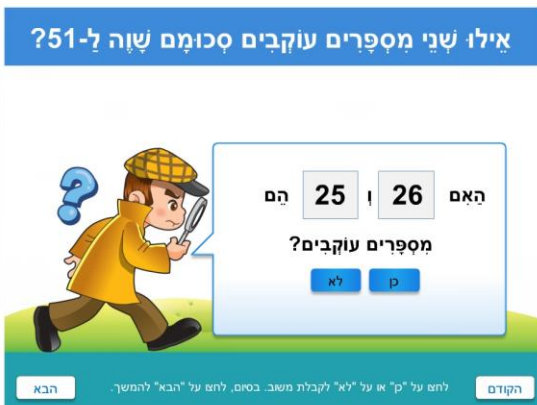 אֵילוּ שְׁנֵי מִסְפָּרִים עוֹקְבִים סְכוּמָם שָׁוֶה לַ-51?
הַאִם 26 ו 25 הֵם
מִסְפָּרִים עוֹקְבִים?
כן לא
הקודם לחצו על "כן" או על "לא" לקבלת משוב. בסיום, לחצו על "הבא" להמשך. הבא